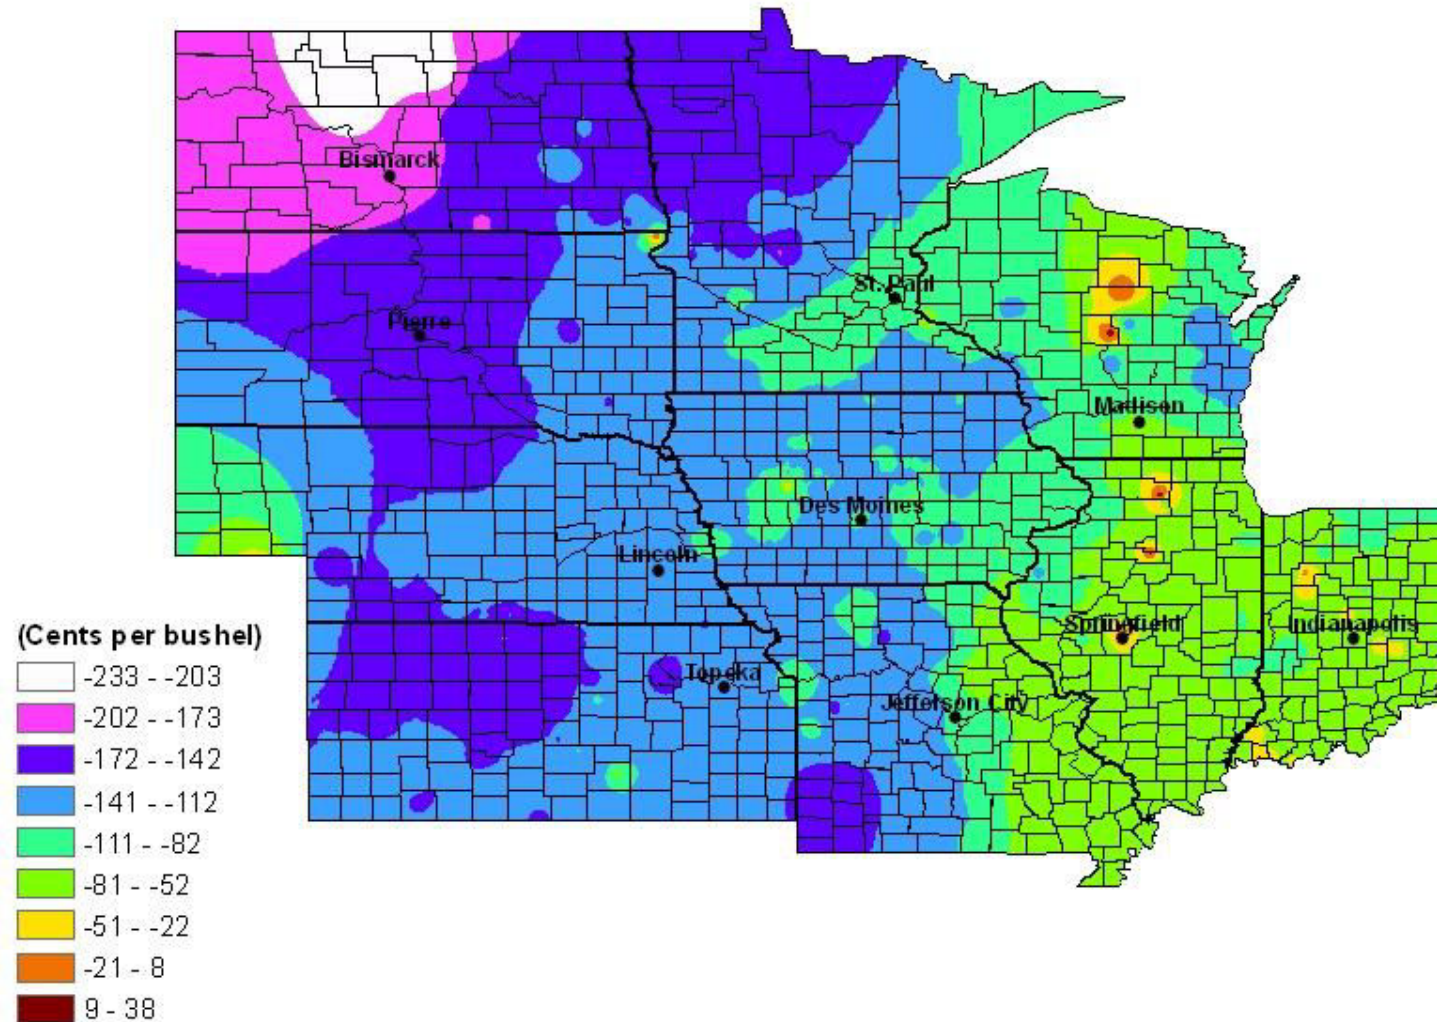 Bismarck
St. Paul
Pierre
Madison
Des Moines
Lincoln
Springfield
Indianapolis
Topeka
Jefferson City
(Cents per bushel)
-233 - -203
-202 - -173
-172 - -142
-141 - -112
-111 - -82
-81 - -52
-51 - -22
-21 - 8
9 - 38